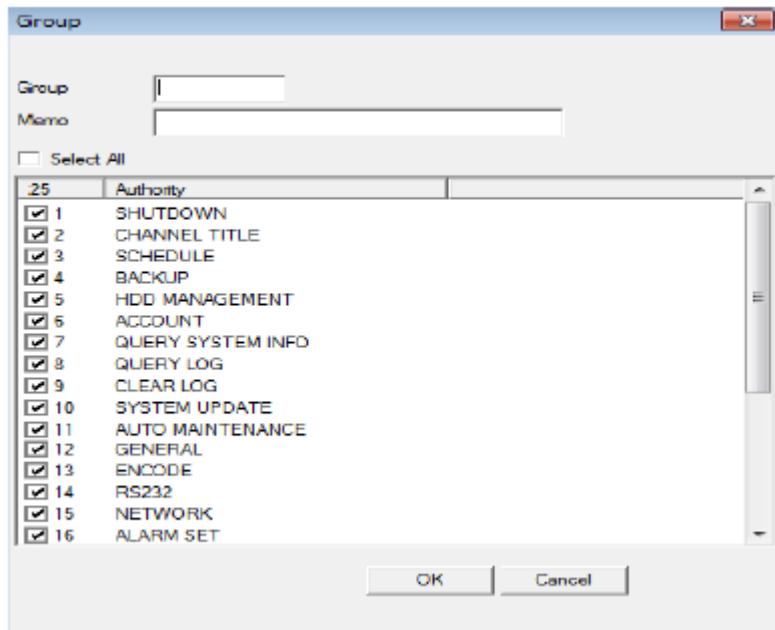 Group
Group
Memo
Select All
25 Authority
1 SHUTDOWN
2 CHANNEL TITLE
3 SCHEDULE
4 BACKUP
5 HDD MANAGEMENT
6 ACCOUNT
7 QUERY SYSTEM INFO
8 QUERY LOG
9 CLEAR LOG
10 SYSTEM UPDATE
11 AUTO MAINTENANCE
12 GENERAL
13 ENCODE
14 RS232
15 NETWORK
16 ALARM SET
OK Cancel